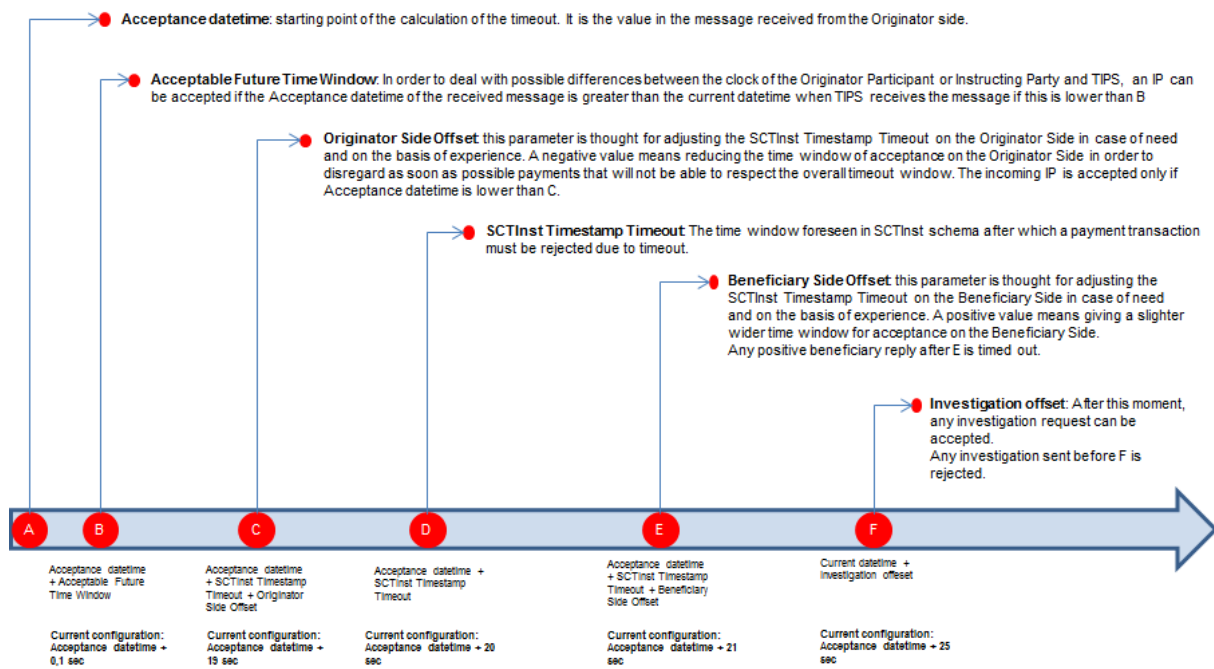 Acceptance datetime: starting point of the calculation of the timeout. It is the value in the message received from the Originator side.
Acceptable Future Time Window: In order to deal with possible differences between the clock of the Originator Participant or Instructing Party and TIPS, an IP can
be accepted if the Acceptance datetime of the received message is greater than the current datetime when TIPS receives the message if this is lower than B
Originator Side Offset: this parameter is thought for adjusting the SCTInst Timestamp Timeout on the Originator Side in case of need
and on the basis of experience. A negative value means reducing the time window of acceptance on the Originator Side in order to
disregard as soon as possible payments that will not be able to respect the overall timeout window. The incoming IP is accepted only if
Acceptance datetime is lower than C.
SCTInst Timestamp Timeout: The time window foreseen in SCTInst schema after which a payment transaction
must be rejected due to timeout.
Beneficiary Side Offset: this parameter is thought for adjusting the
SCTInst Timestamp Timeout on the Beneficiary Side in case of need
and on the basis of experience. A positive value means giving a slighter
wider time window for acceptance on the Beneficiary Side.
Any positive beneficiary reply after E is timed out.
Investigation offset: After this moment,
any investigation request can be
accepted.
Any investigation sent before F is
rejected.
A
B
C
D
E
F
Acceptance datetime
+ Acceptable Future
Time Window
Acceptance datetime
+ SCTInst Timestamp
Timeout + Originator
Side Offset
Acceptance datetime +
SCTInst Timestamp
Timeout
Acceptance datetime
+ SCTInst Timestamp
Timeout + Beneficiary
Side Offset
Current datetime +
Investigation offeset
Current configuration:
Acceptance datetime +
0,1 sec
Current configuration:
Acceptance datetime +
19 sec
Current configuration:
Acceptance datetime + 20
sec
Current configuration:
Acceptance datetime + 21
sec
Current configuration:
Acceptance datetime + 25
sec